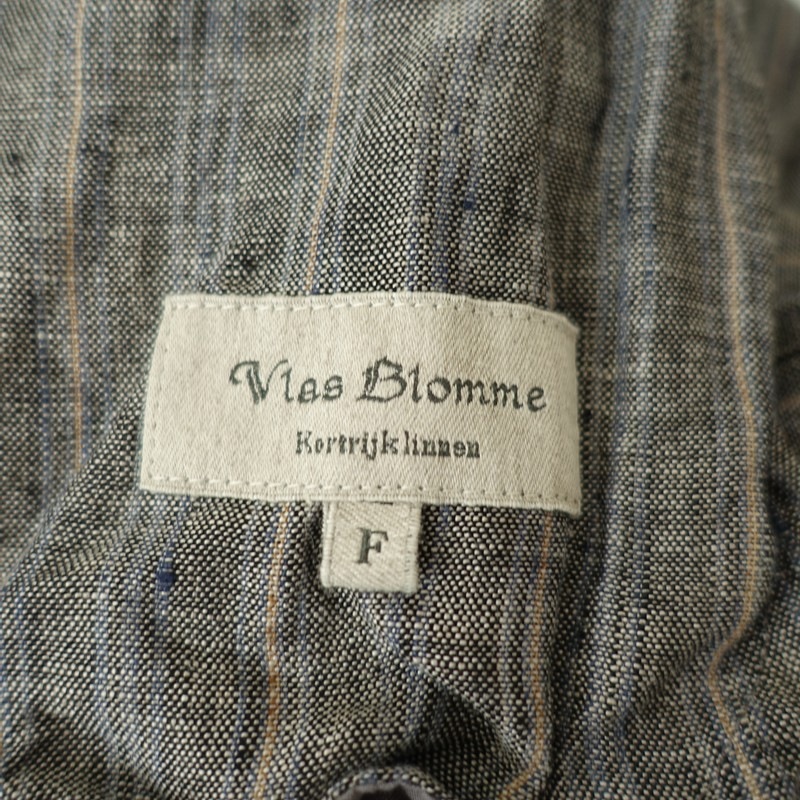 Vlas Blomme
Kortrijk linnen
F